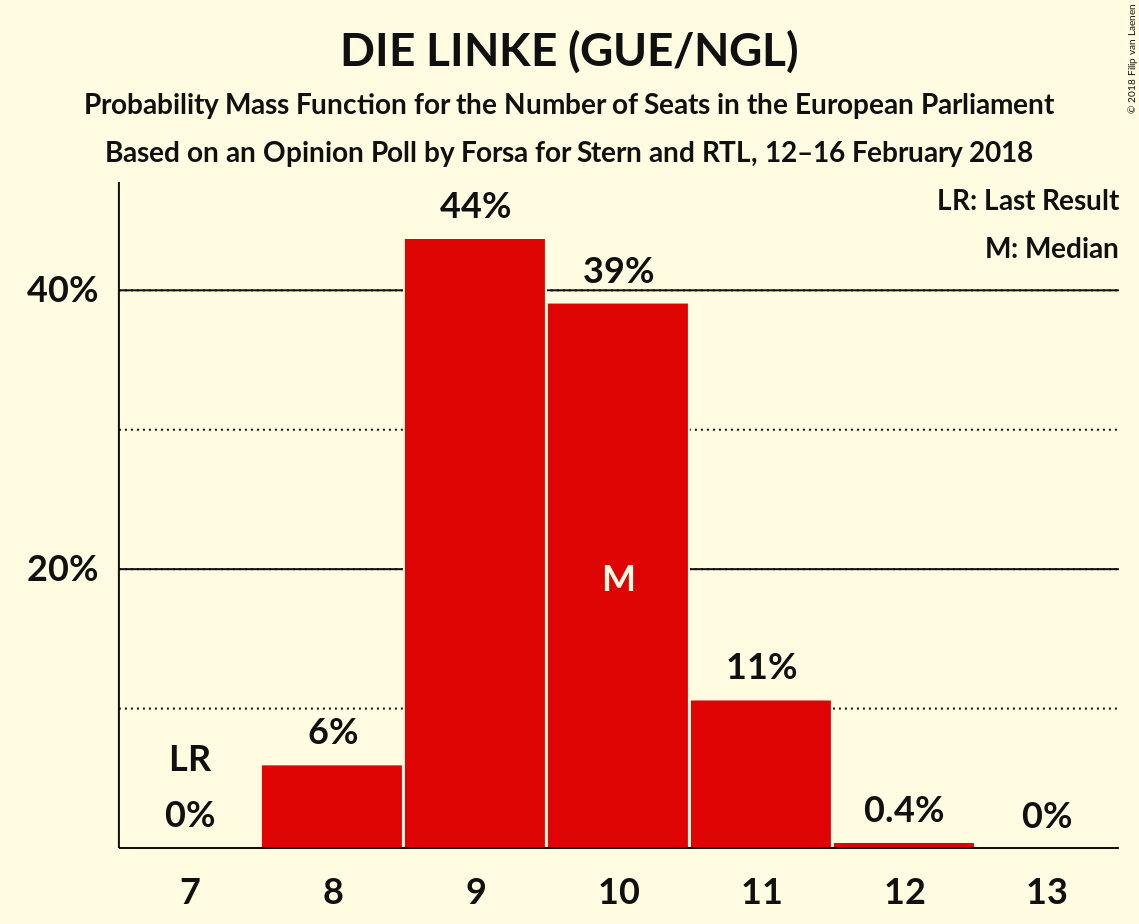 DIE LINKE (GUE/NGL)
Probability Mass Function for the Number of Seats in the European Parliament
Based on an Opinion Poll by Forsa for Stern and RTL, 12–16 February 2018
© 2018 Filip van Laenen
LR: Last Result
M: Median
44%
39%
40%
20%
M
11%
6%
LR
0%
0.4%
0%
7 8 9 10 11 12 13